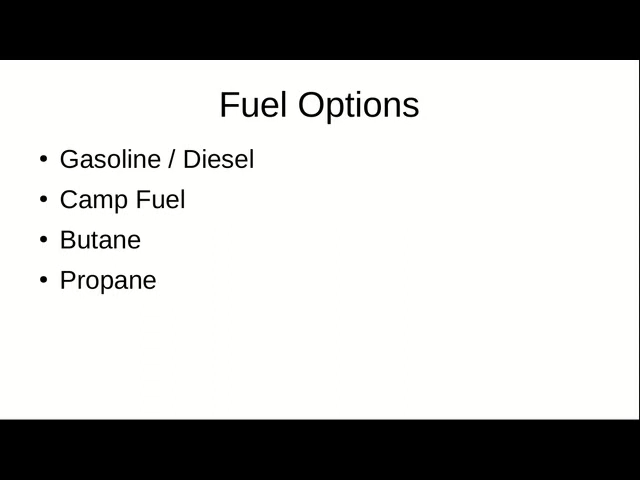 Fuel Options
• Gasoline / Diesel
• Camp Fuel
• Butane
• Propane